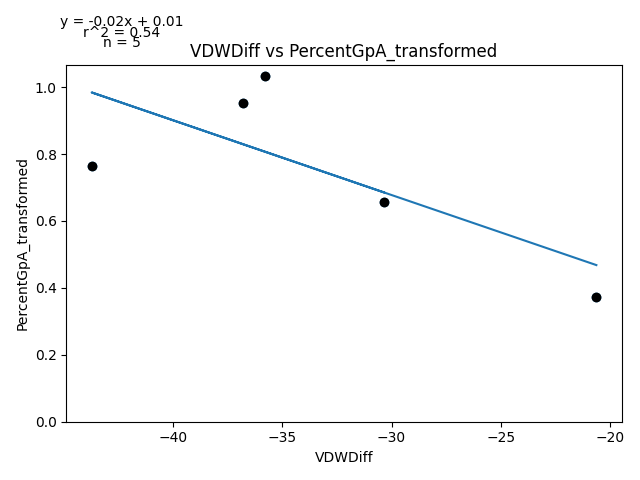 y = -0.02x + 0.01
r^2 = 0.54
n = 5
VDWDiff vs PercentGpA_transformed
1.0
0.8
0.6
0.4
0.2
0.0
PercentGpA_transformed
−40
−35
−30
−25
−20
VDWDiff